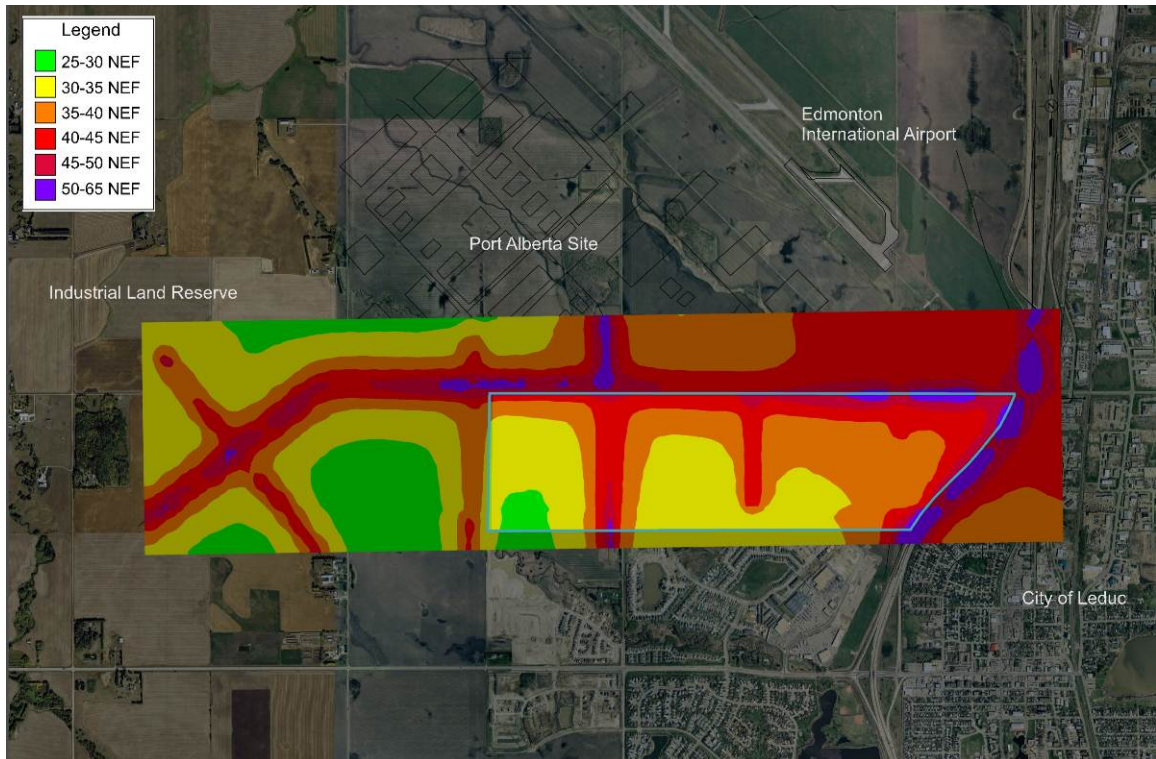 Legend
25-30 NEF
30-35 NEF
35-40 NEF
40-45 NEF
45-50 NEF
50-65 NEF
Edmonton
International Airport
Port Alberta Site
Industrial Land Reserve
City of Leduc